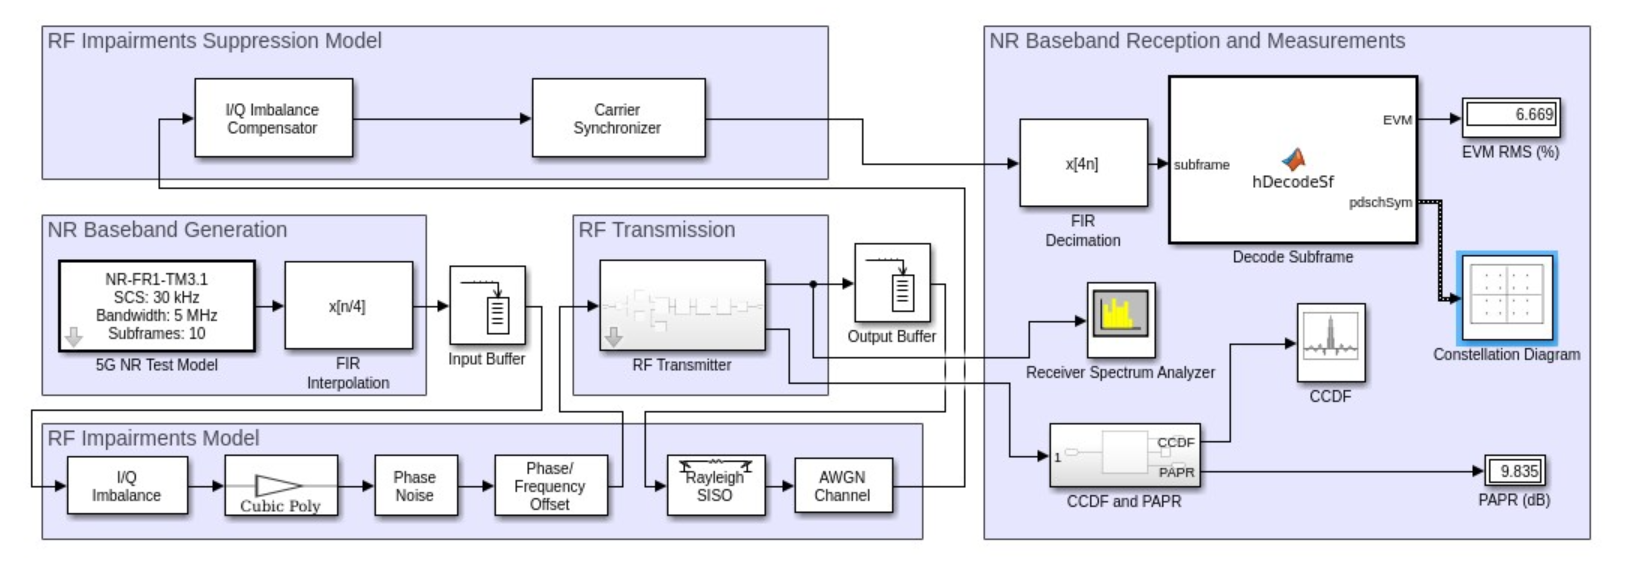 RF Impairments Suppression Model
I/Q Imbalance
Compensator
Carrier
Synchronizer
NR Baseband Generation
NR-FR1-TM3.1
SCS: 30 kHz
Bandwidth: 5 MHz
Subframes: 10
5G NR Test Model
x[n/4]
FIR
Interpolation
Input Buffer
RF Transmission
RF Transmitter
Output Buffer
RF Impairments Model
I/Q
Imbalance
Cubic Poly
Phase
Noise
Phase/
Frequency
Offset
Rayleigh
SISO
AWGN
Channel
NR Baseband Reception and Measurements
x[4n]
FIR
Decimation
subframe
hDecodeSf
EVM
pdschSym
Decode Subframe
6.669
EVM RMS (%)
Constellation Diagram
Receiver Spectrum Analyzer
CCDF
1
CCDF
PAPR
CCDF and PAPR
9.835
PAPR (dB)